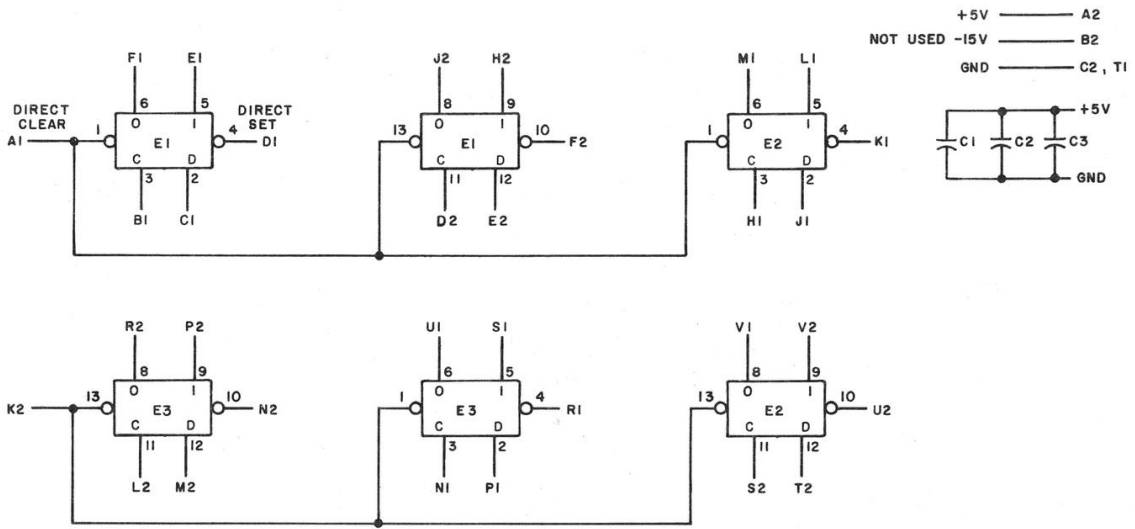 +5V A2
NOT USED -15V B2
GND C2, T1
F1 E1
J2 H2
M1 L1
6 5
8 9
6 5
DIRECT CLEAR
DIRECT SET
A1 1 0 1 E1 4 D1
C D
3 2
B1 C1
13 0 1 E1 10 F2
C D
11 12
D2 E2
1 0 1 E2 4 K1
C D
3 2
H1 J1
+5V
C1 C2 C3
GND
R2 P2
U1 S1
V1 V2
8 9
6 5
8 9
K2 13 0 1 E3 10 N2
C D
11 12
L2 M2
1 0 1 E3 4 R1
C D
3 2
N1 P1
13 0 1 E2 10 U2
C D
11 12
S2 T2